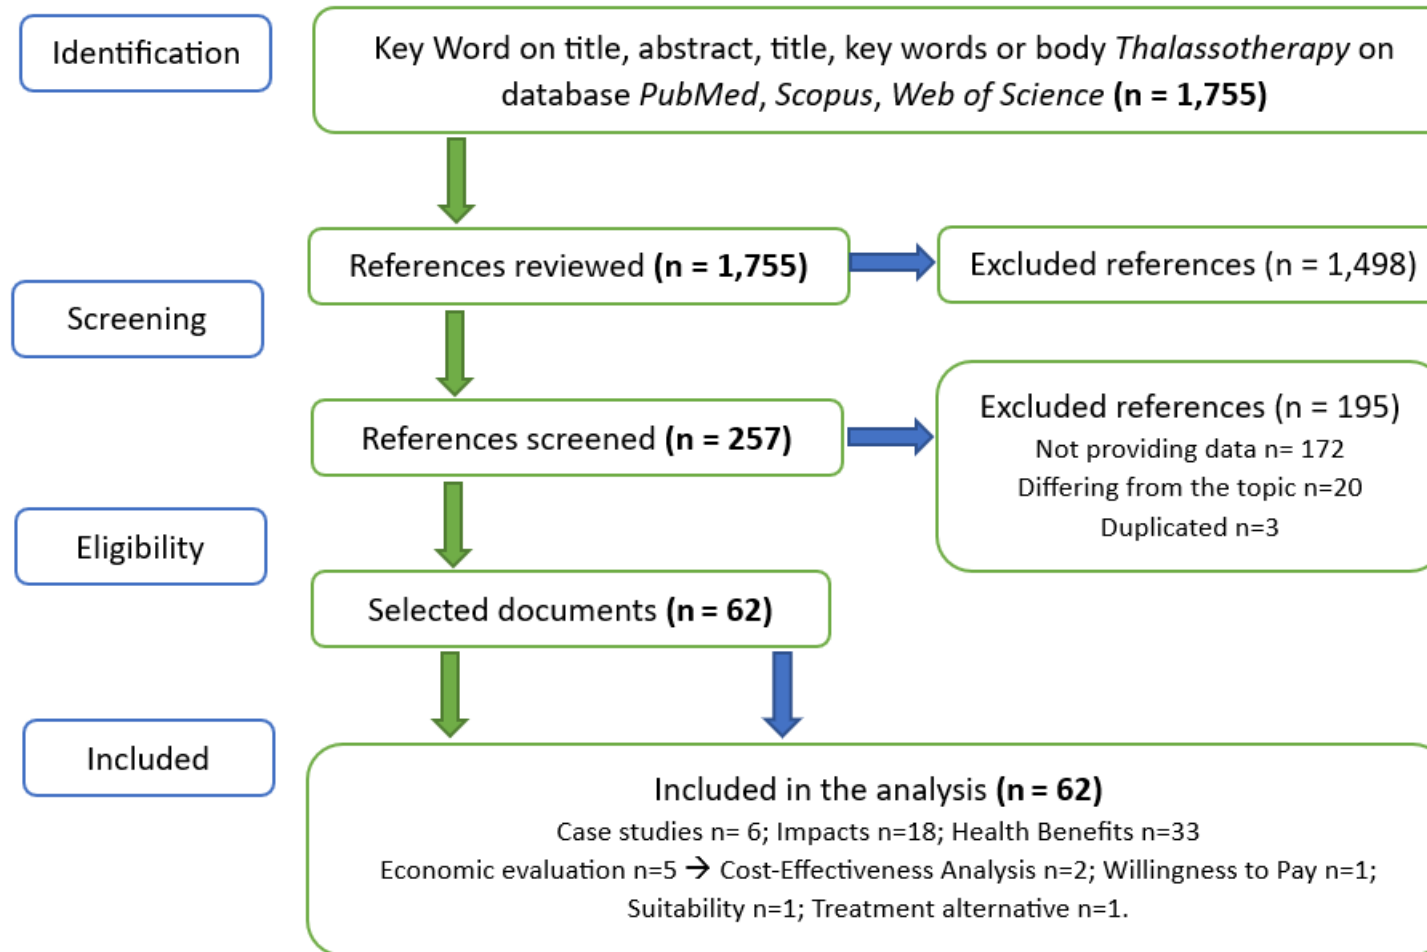 Identification
Key Word on title, abstract, title, key words or body Thalassotherapy on
database PubMed, Scopus, Web of Science (n = 1,755)
References reviewed (n = 1,755)
Excluded references (n = 1,498)
Screening
References screened (n = 257)
Excluded references (n = 195)
Not providing data n= 172
Differing from the topic n=20
Duplicated n=3
Eligibility
Selected documents (n = 62)
Included
Included in the analysis (n = 62)
Case studies n= 6; Impacts n=18; Health Benefits n=33
Economic evaluation n=5 → Cost-Effectiveness Analysis n=2; Willingness to Pay n=1;
Suitability n=1; Treatment alternative n=1.